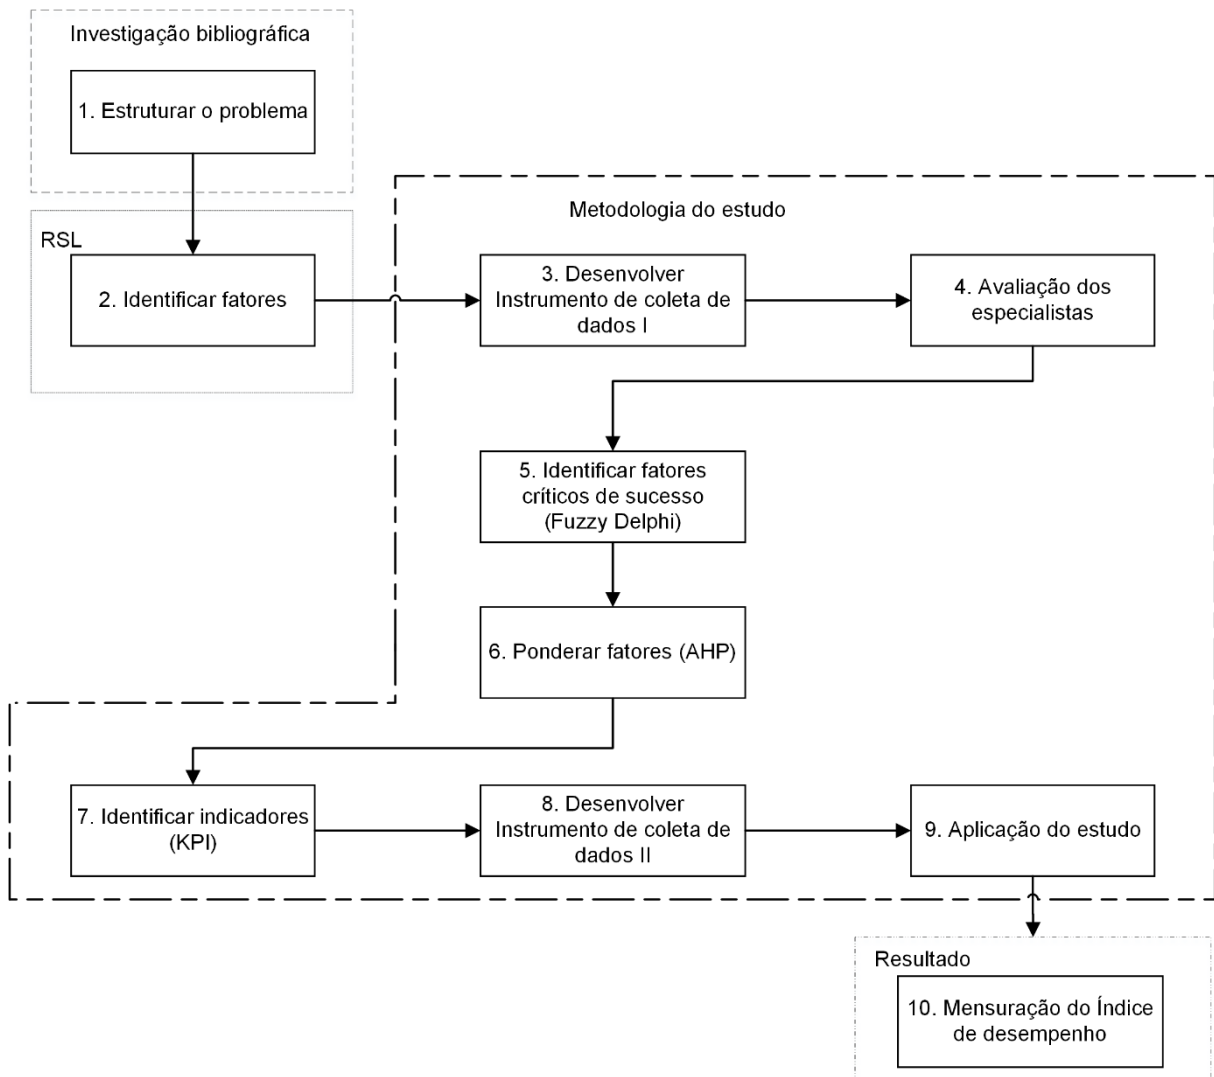 Investigação bibliográfica
1. Estruturar o problema
Metodologia do estudo
RSL
2. Identificar fatores
3. Desenvolver
Instrumento de coleta de
dados I
4. Avaliação dos
especialistas
5. Identificar fatores
críticos de sucesso
(Fuzzy Delphi)
6. Ponderar fatores (AHP)
7. Identificar indicadores
(KPI)
8. Desenvolver
Instrumento de coleta de
dados II
9. Aplicação do estudo
Resultado
10. Mensuração do Índice
de desempenho